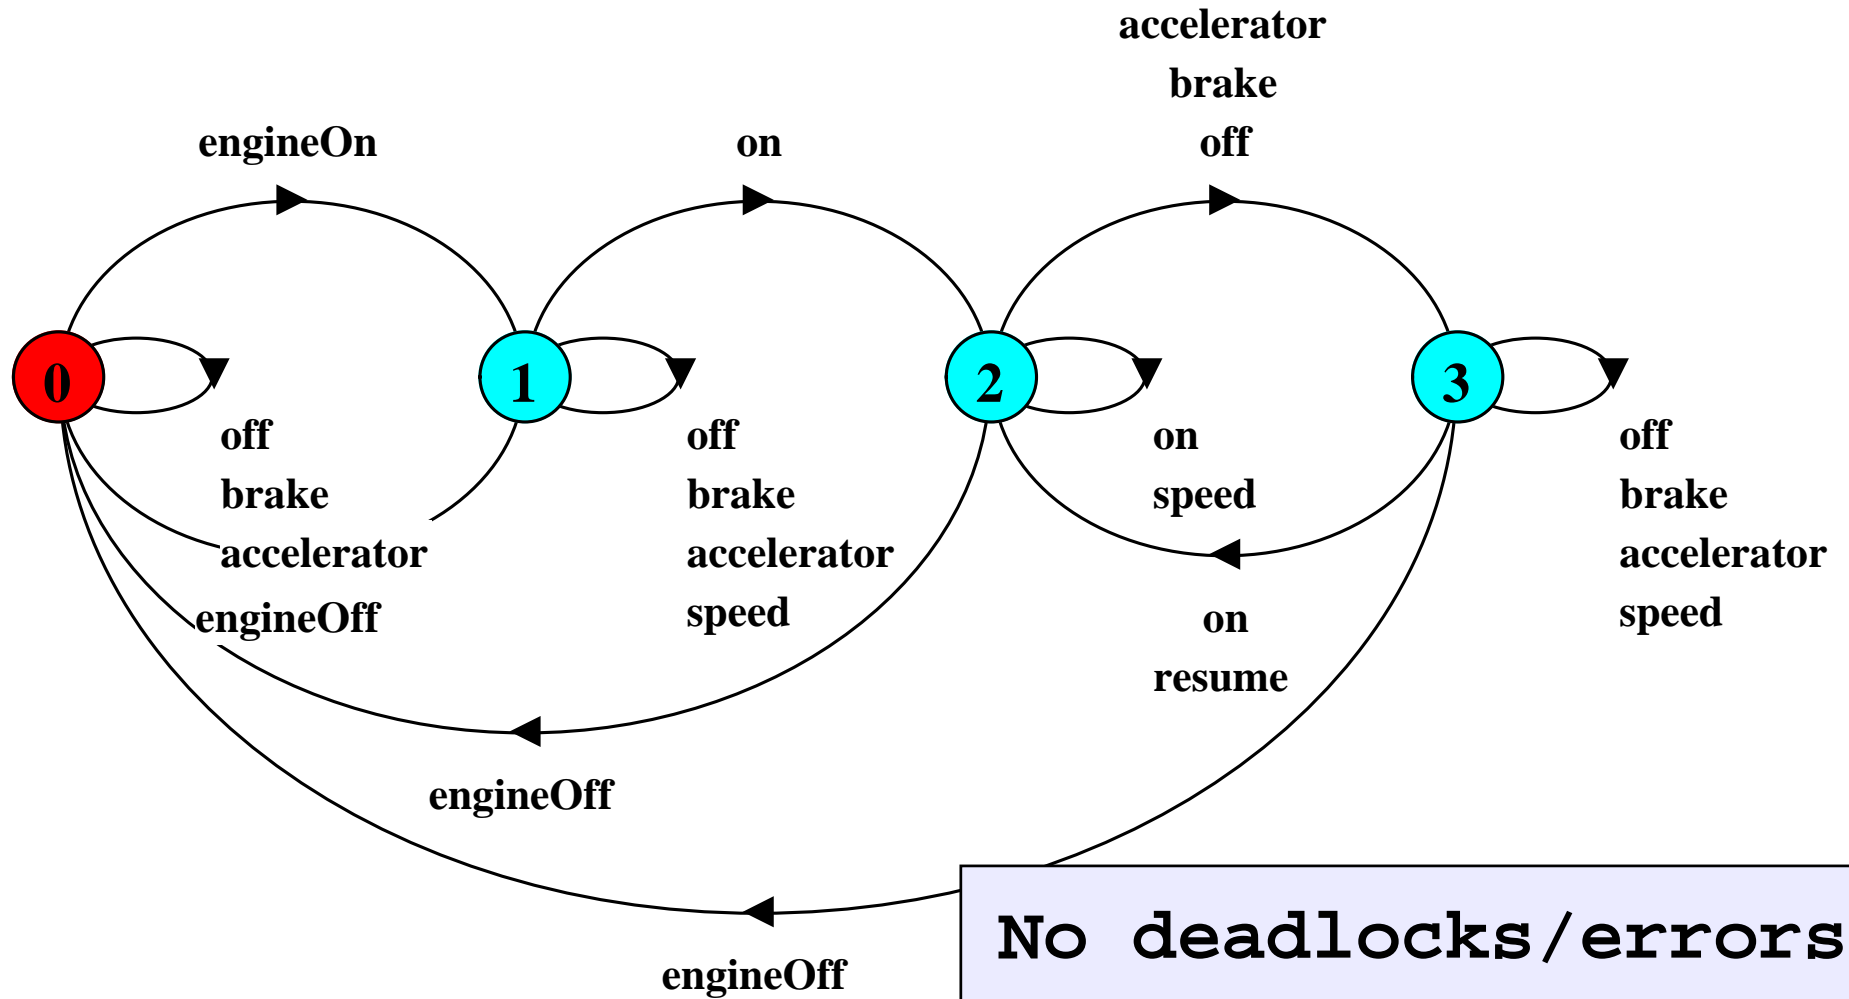 accelerator
brake
off
engineOn
on
0
1
2
3
off
brake
accelerator
engineOff
off
brake
accelerator
speed
on
speed
on
resume
off
brake
accelerator
speed
engineOff
engineOff
No deadlocks/errors